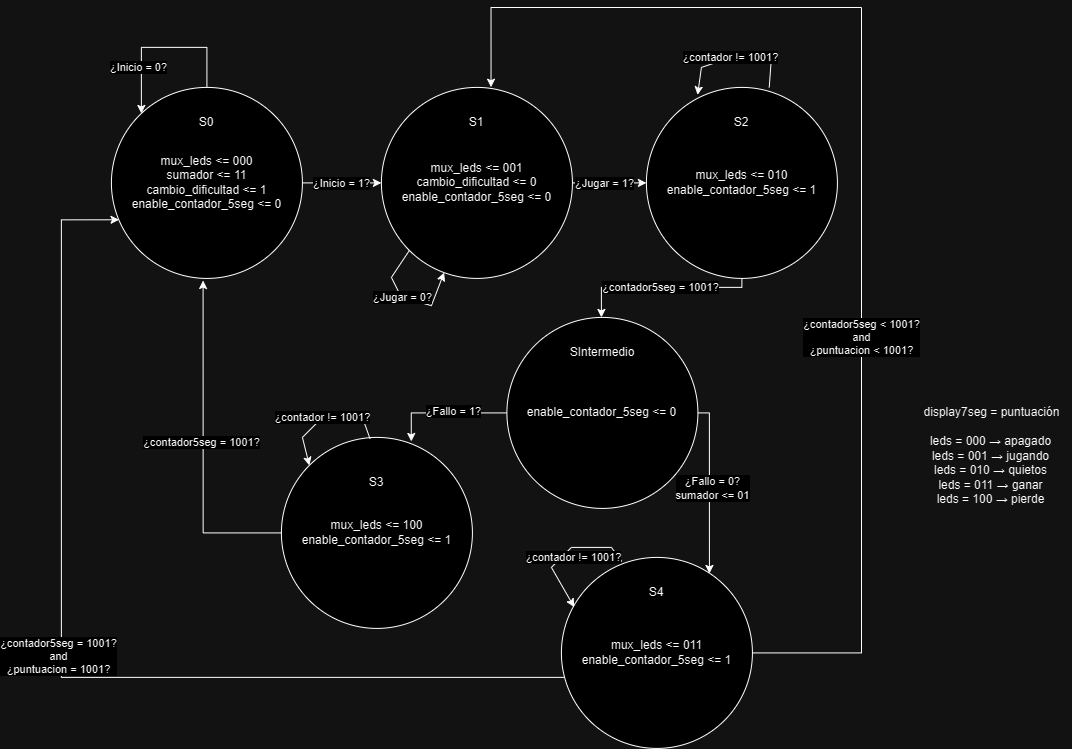 ¿Inicio = 0?
S0
mux_leds <= 000
sumador <= 11
cambio_dificultad <= 1
enable_contador_5seg <= 0
¿Inicio = 1?
S1
mux_leds <= 001
cambio_dificultad <= 0
enable_contador_5seg <= 0
¿Jugar = 0?
¿Jugar = 1?
¿contador != 1001?
S2
mux_leds <= 010
enable_contador_5seg <= 1
¿contador5seg = 1001?
SIntermedio
enable_contador_5seg <= 0
¿contador5seg < 1001?
and
¿puntuacion < 1001?
¿Fallo = 1?
¿contador != 1001?
S3
mux_leds <= 100
enable_contador_5seg <= 1
¿contador5seg = 1001?
¿Fallo = 0?
sumador <= 01
¿contador != 1001?
S4
mux_leds <= 011
enable_contador_5seg <= 1
¿contador5seg = 1001?
and
¿puntuacion = 1001?
display7seg = puntuación
leds = 000 → apagado
leds = 001 → jugando
leds = 010 → quietos
leds = 011 → ganar
leds = 100 → pierde